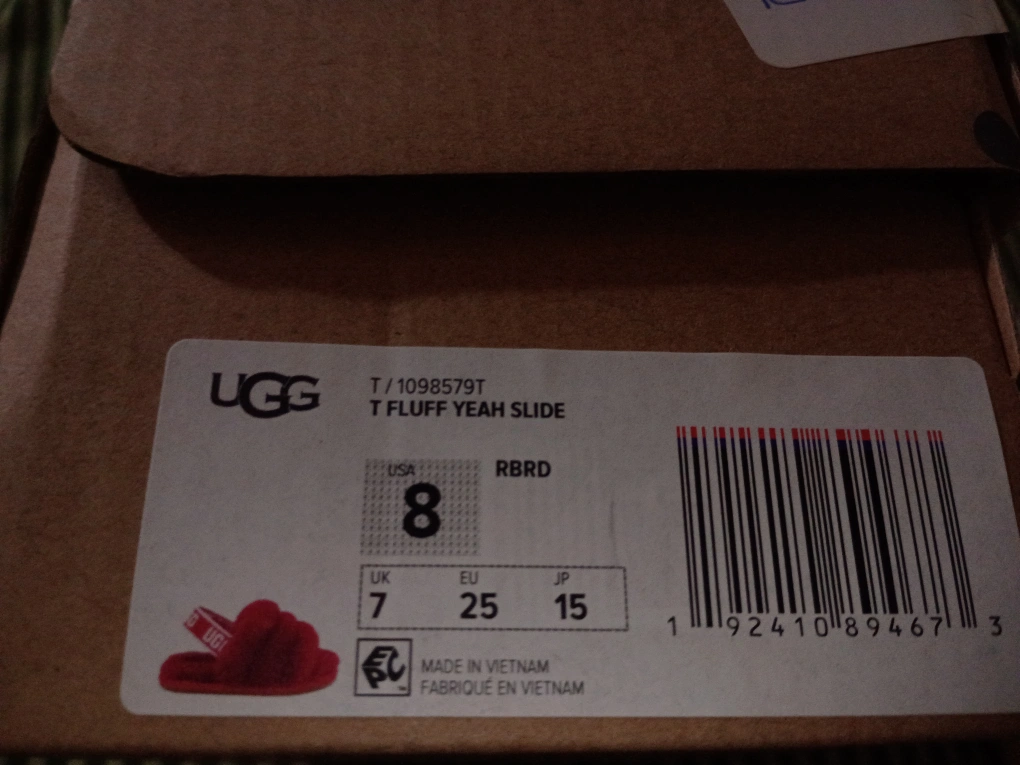 UGG
T / 1098579T
T FLUFF YEAH SLIDE
USA
8
RBRD
UK EU JP
7 25 15
MADE IN VIETNAM
FABRIQUÉ EN VIETNAM
1 92410 89467 3
UGG